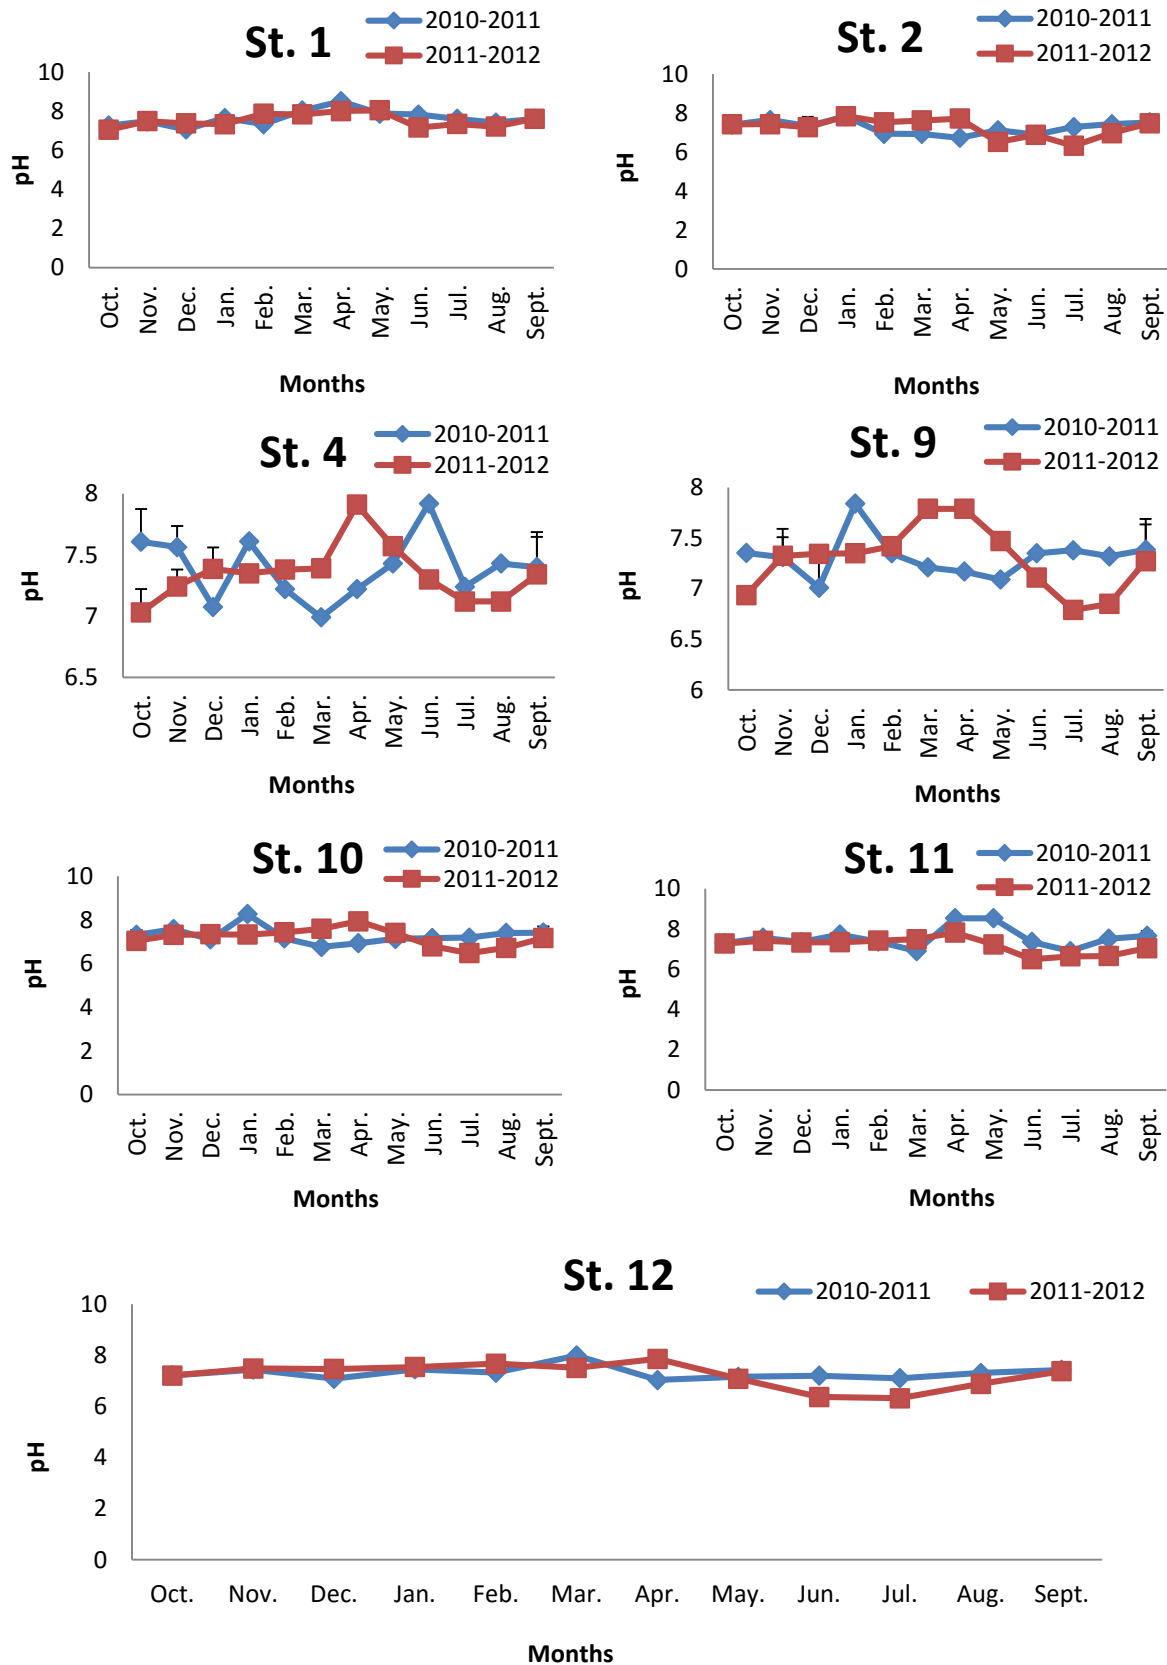 St. 1
2010-2011
2011-2012
10
8
6
4
2
0
pH
Oct.
Nov.
Dec.
Jan.
Feb.
Mar.
Apr.
May.
Jun.
Jul.
Aug.
Sept.
Months
St. 2
2010-2011
2011-2012
10
8
6
4
2
0
pH
Oct.
Nov.
Dec.
Jan.
Feb.
Mar.
Apr.
May.
Jun.
Jul.
Aug.
Sept.
Months
St. 4
2010-2011
2011-2012
8
7.5
7
6.5
pH
Oct.
Nov.
Dec.
Jan.
Feb.
Mar.
Apr.
May.
Jun.
Jul.
Aug.
Sept.
Months
St. 9
2010-2011
2011-2012
8
7.5
7
6.5
6
pH
Oct.
Nov.
Dec.
Jan.
Feb.
Mar.
Apr.
May.
Jun.
Jul.
Aug.
Sept.
Months
St. 10
2010-2011
2011-2012
10
8
6
4
2
0
pH
Oct.
Nov.
Dec.
Jan.
Feb.
Mar.
Apr.
May.
Jun.
Jul.
Aug.
Sept.
Months
St. 11
2010-2011
2011-2012
10
8
6
4
2
0
pH
Oct.
Nov.
Dec.
Jan.
Feb.
Mar.
Apr.
May.
Jun.
Jul.
Aug.
Sept.
Months
St. 12
2010-2011 2011-2012
10
8
6
4
2
0
pH
Oct. Nov. Dec. Jan. Feb. Mar. Apr. May. Jun. Jul. Aug. Sept.
Months